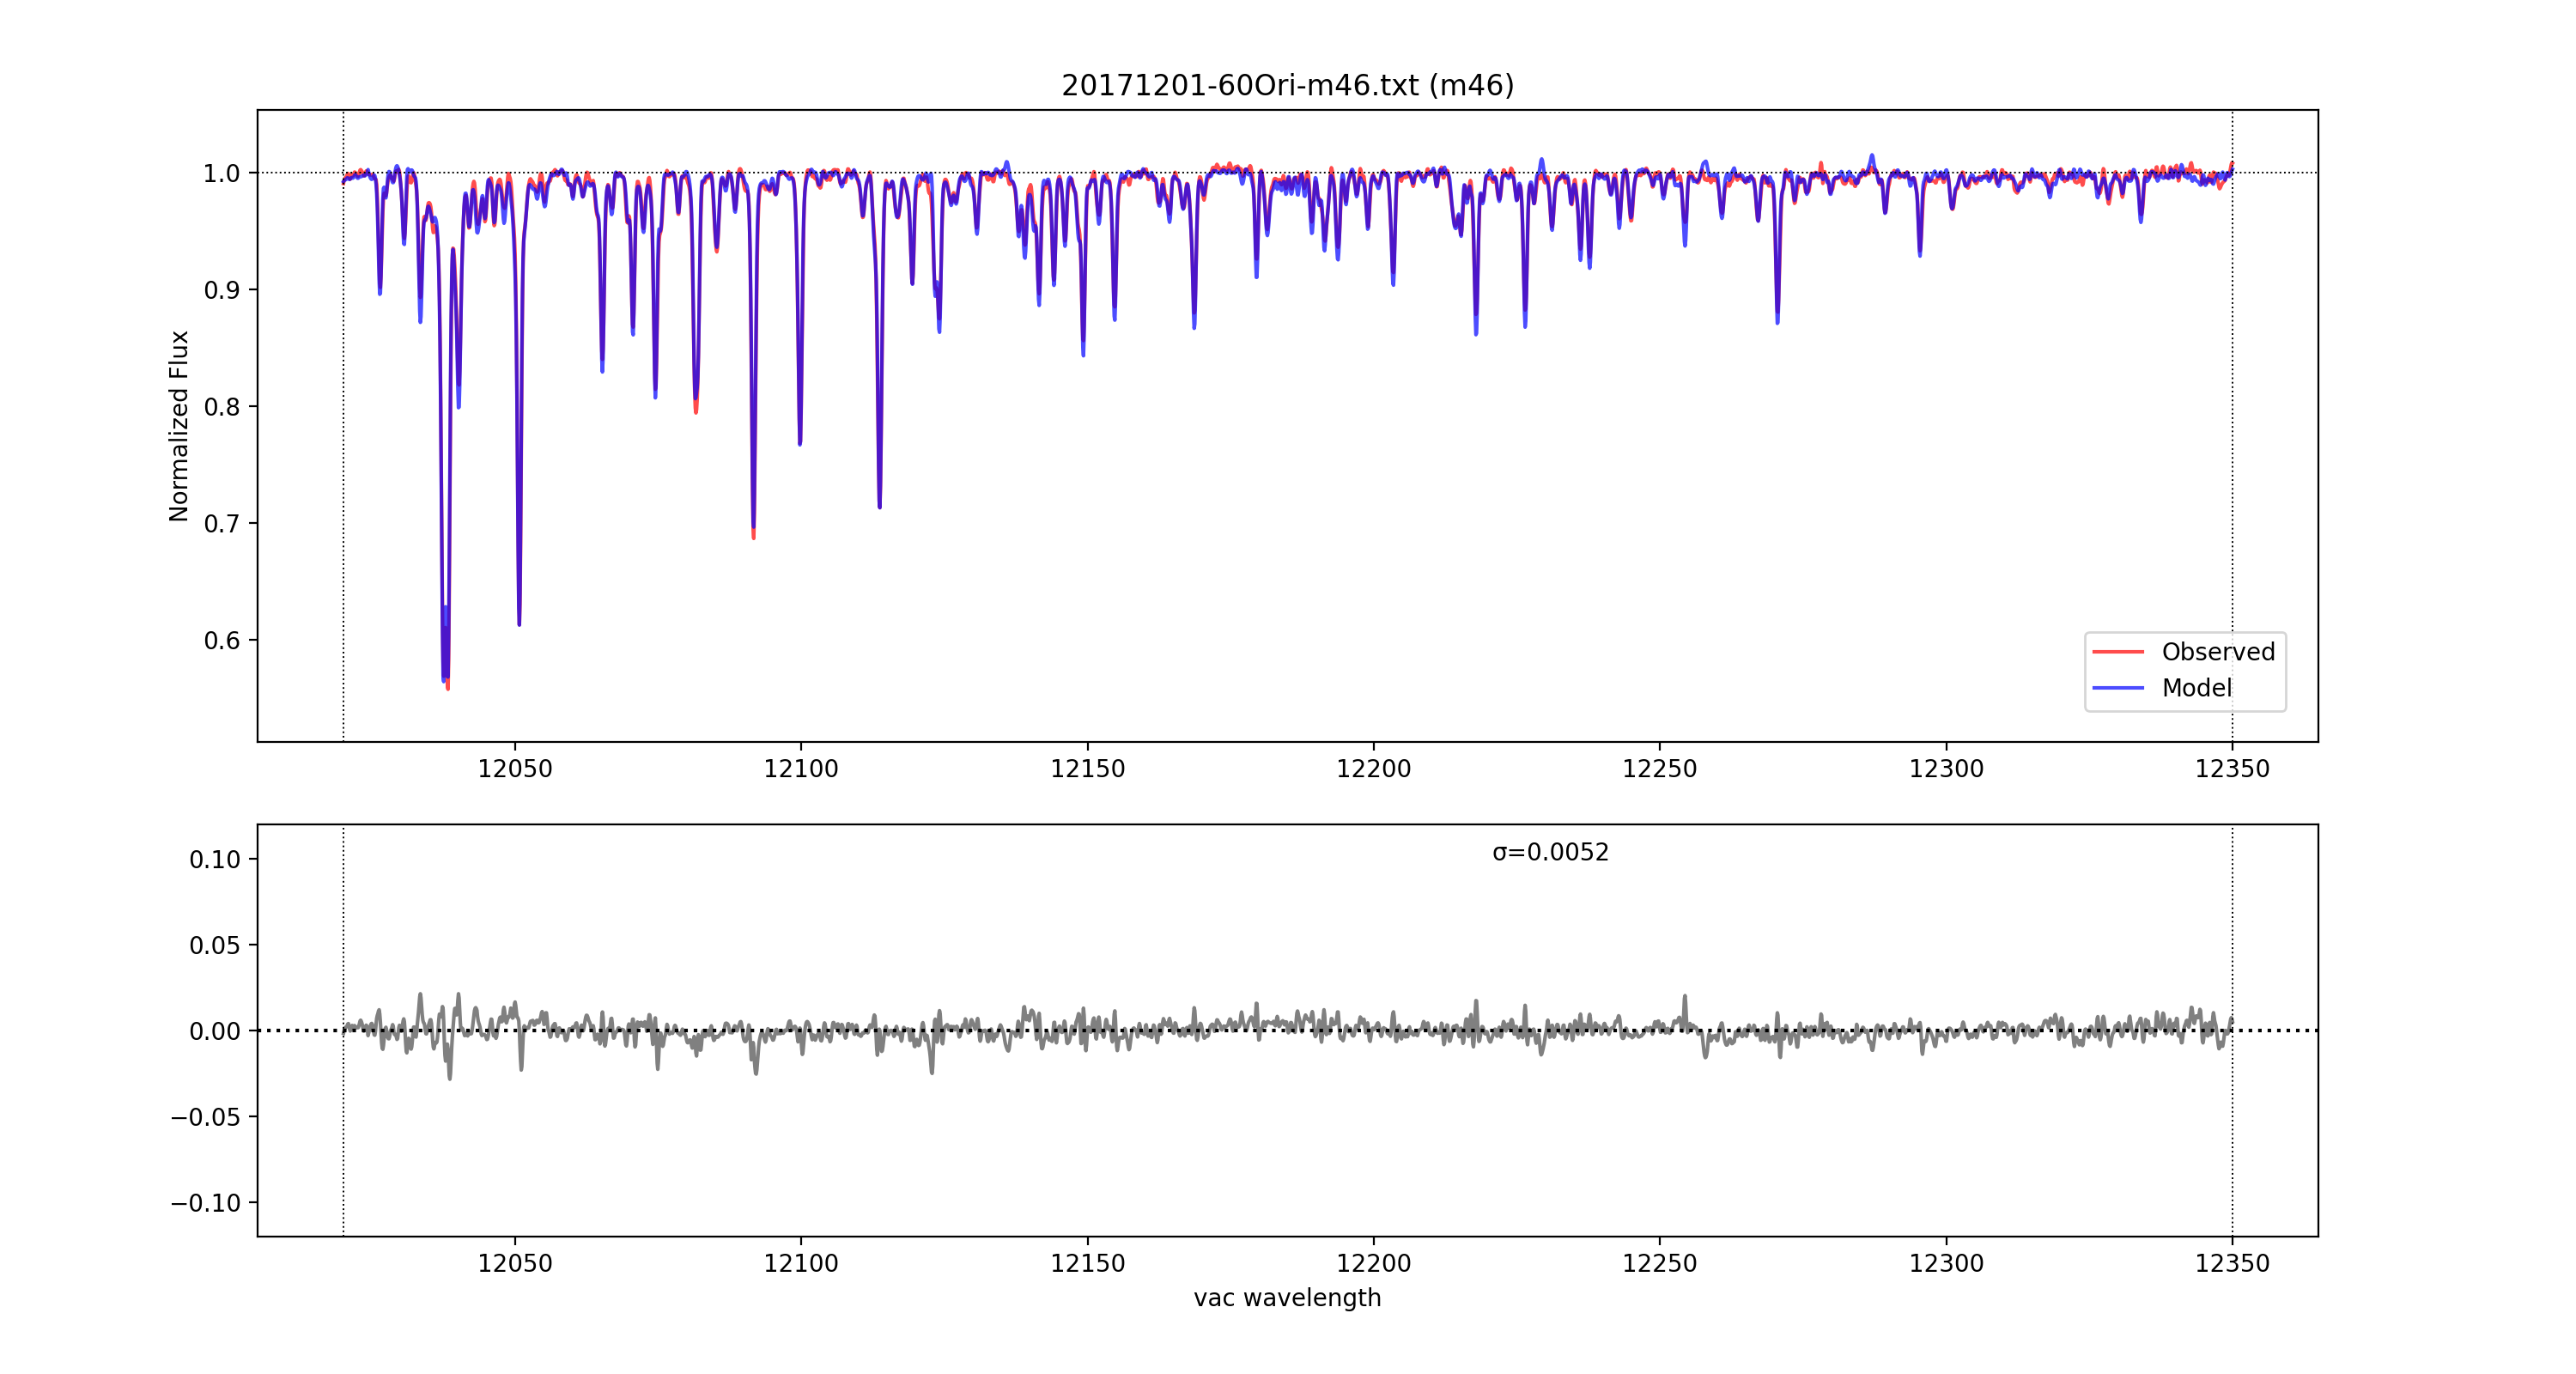 20171201-60Ori-m46.txt (m46)
Normalized Flux
1.0
0.9
0.8
0.7
0.6
Observed
Model
12050 12100 12150 12200 12250 12300 12350
σ=0.0052
0.10
0.05
0.00
−0.05
−0.10
12050 12100 12150 12200 12250 12300 12350
vac wavelength